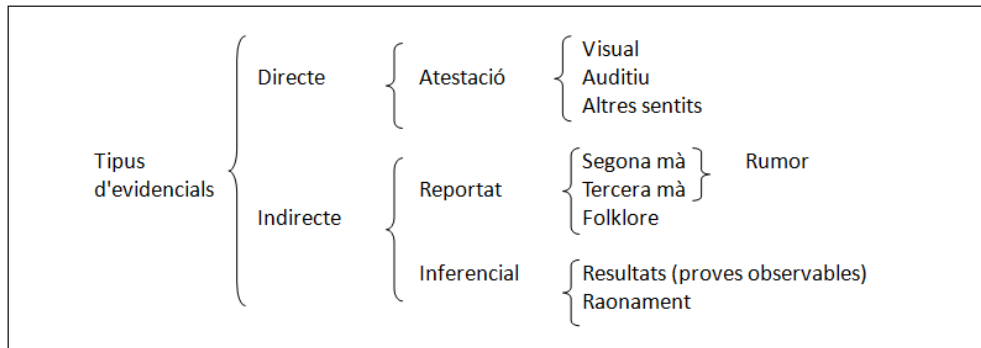 Tipus
d'evidencials
Directe
Atestació
Visual
Auditiu
Altres sentits
Indirecte
Reportat
Segona mà
Tercera mà
Folklore
Rumor
Inferencial
Resultats (proves observables)
Raonament